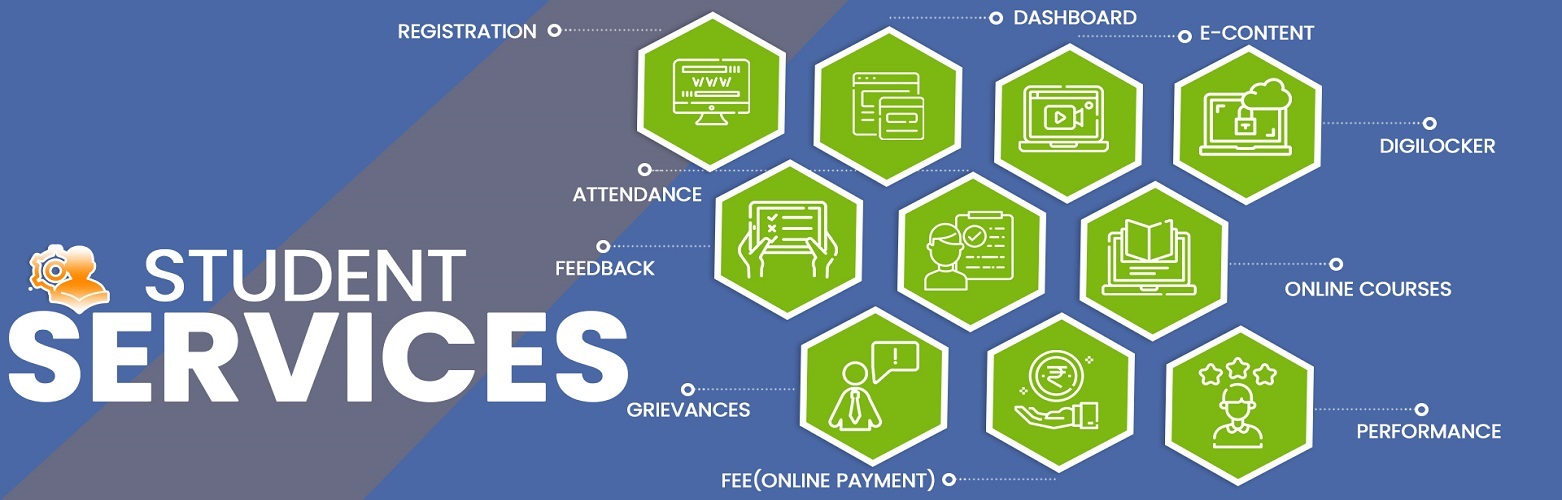 REGISTRATION
DASHBOARD
E-CONTENT
WWW
DIGILOCKER
ATTENDANCE
FEEDBACK
STUDENT
SERVICES
ONLINE COURSES
GRIEVANCES
!
₹
PERFORMANCE
FEE(ONLINE PAYMENT)